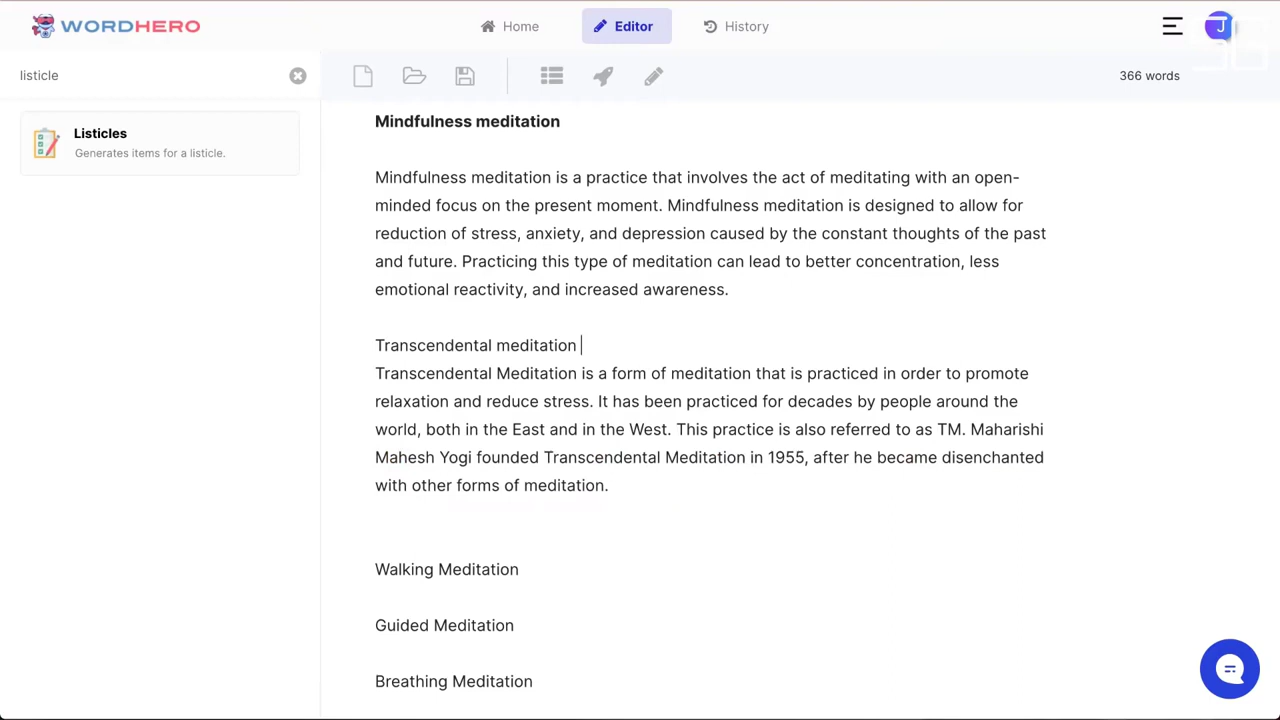 WORDHERO
Home
Editor
History
J
listicle
366 words
Listicles
Generates items for a listicle.
Mindfulness meditation
Mindfulness meditation is a practice that involves the act of meditating with an open-
minded focus on the present moment. Mindfulness meditation is designed to allow for
reduction of stress, anxiety, and depression caused by the constant thoughts of the past
and future. Practicing this type of meditation can lead to better concentration, less
emotional reactivity, and increased awareness.
Transcendental meditation
Transcendental Meditation is a form of meditation that is practiced in order to promote
relaxation and reduce stress. It has been practiced for decades by people around the
world, both in the East and in the West. This practice is also referred to as TM. Maharishi
Mahesh Yogi founded Transcendental Meditation in 1955, after he became disenchanted
with other forms of meditation.
Walking Meditation
Guided Meditation
Breathing Meditation